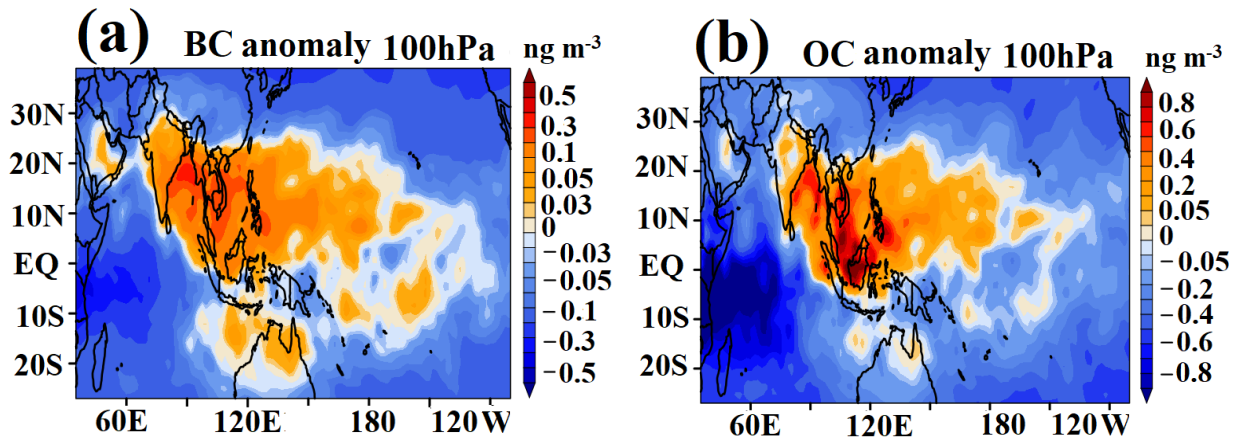 (a) BC anomaly 100hPa ng m⁻³
30N
20N
10N
EQ
10S
20S
60E 120E 180 120W
0.5
0.3
0.1
0.05
0.03
0
−0.03
−0.05
−0.1
−0.3
−0.5
(b) OC anomaly 100hPa ng m⁻³
30N
20N
10N
EQ
10S
20S
60E 120E 180 120W
0.8
0.6
0.4
0.2
0.05
0
−0.05
−0.2
−0.4
−0.6
−0.8